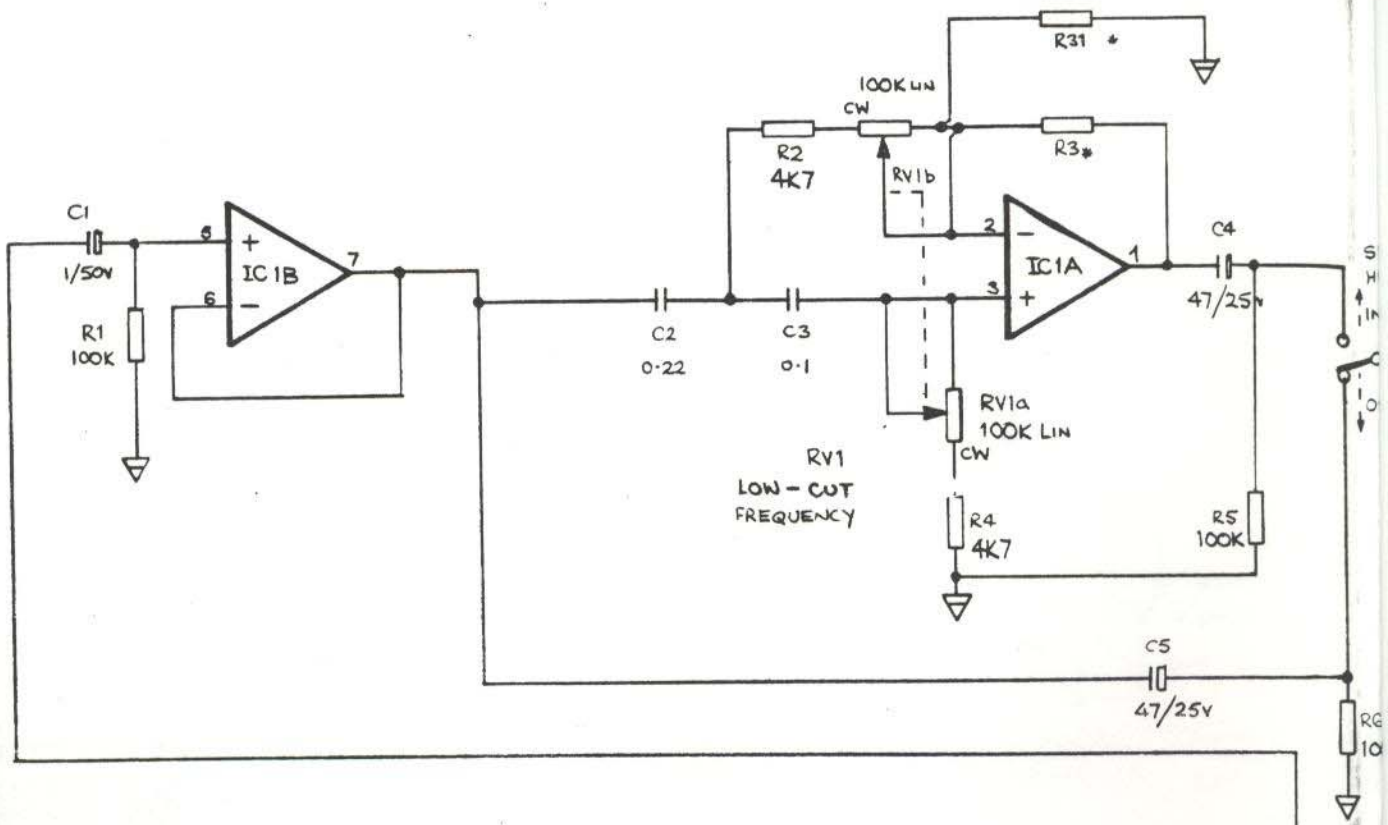 R31 *
100K LIN
CW
R2
4K7
R3*
RV1b
C1
1/50V
5
+
IC1B
7
6
−
R1
100K
2
−
IC1A
1
3
+
C4
47/25V
C2
0·22
C3
0·1
IN
RV1a
100K LIN
CW
RV1
LOW-CUT
FREQUENCY
R4
4K7
R5
100K
C5
47/25V